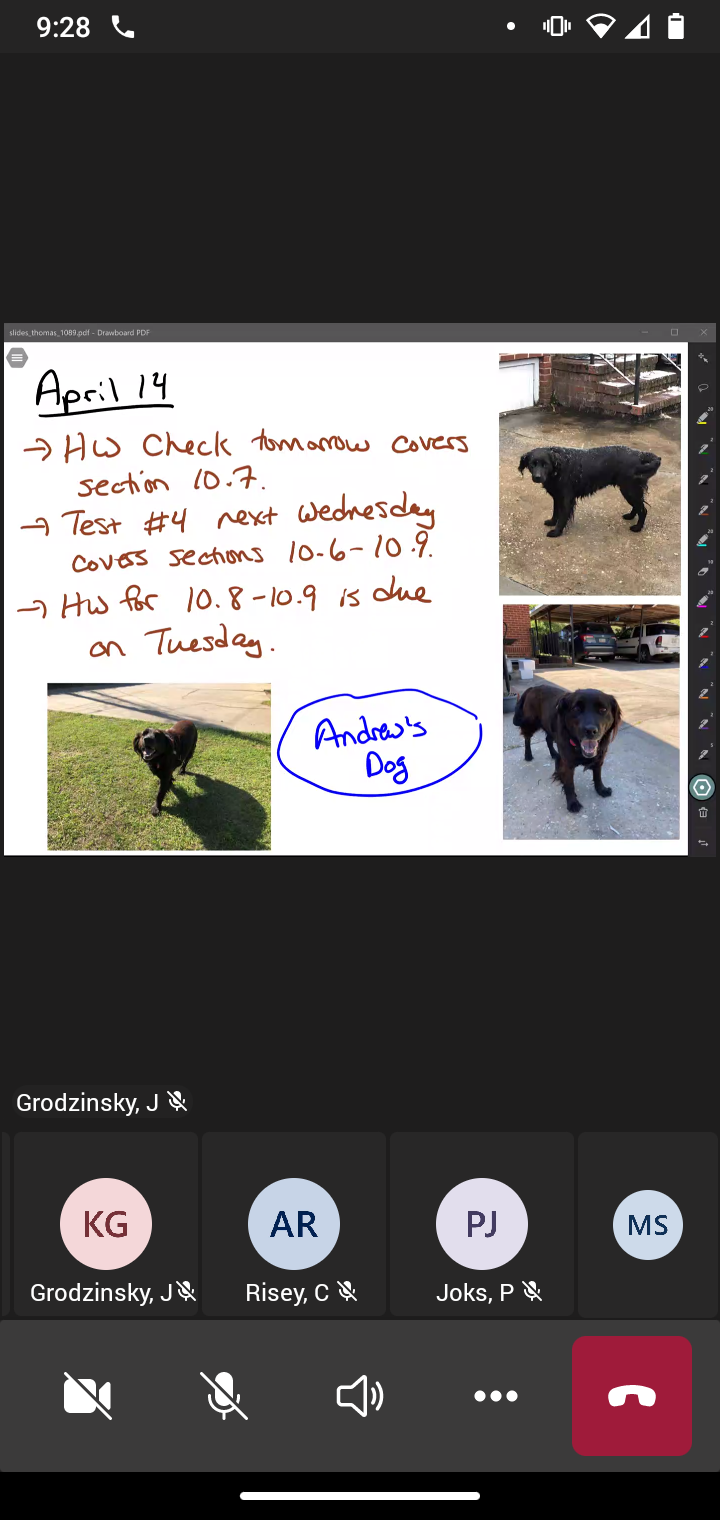 9:28
slides_thomas_1089.pdf - Drawboard PDF
April 14
→ HW Check tomorrow covers
section 10.7.
→ Test #4 next Wednesday
covers sections 10.6-10.9.
→ HW for 10.8-10.9 is due
on Tuesday.
Andrew's
Dog
Grodzinsky, J
KG
Grodzinsky, J
AR
Risey, C
PJ
Joks, P
MS